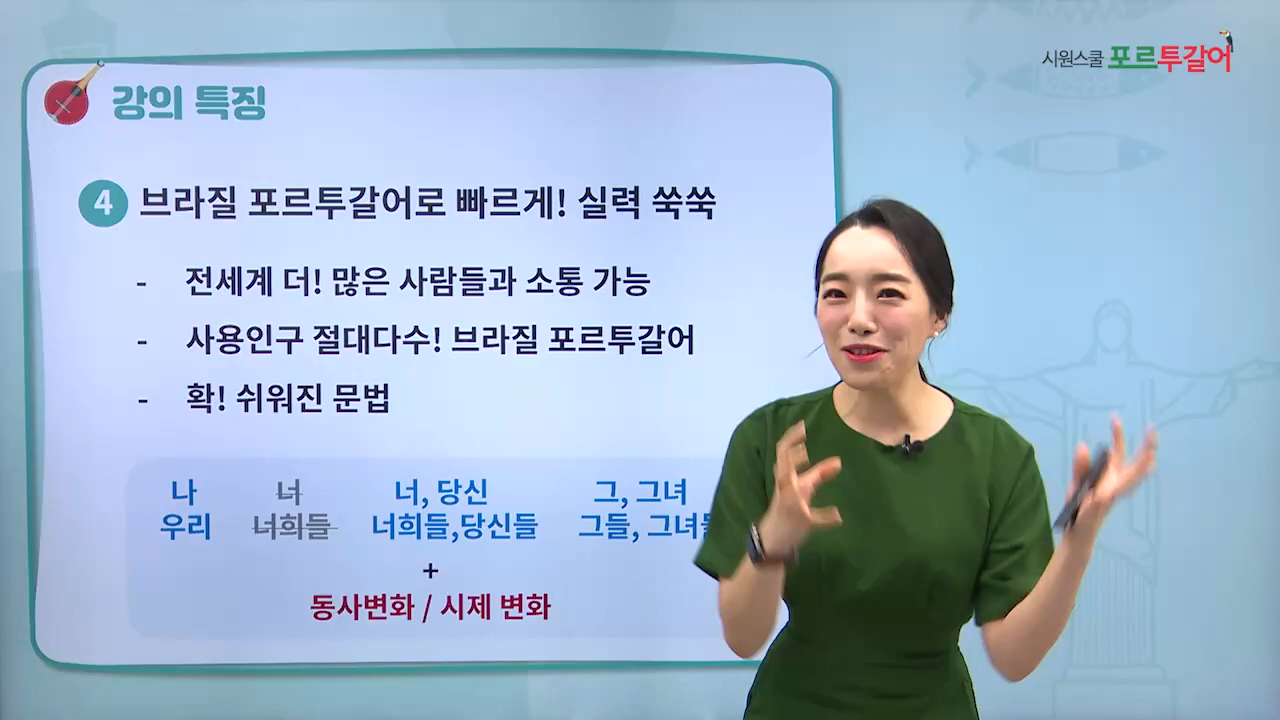 시원스쿨 포르투갈어
강의 특징
4 브라질 포르투갈어로 빠르게! 실력 쑥쑥
- 전세계 더! 많은 사람들과 소통 가능
- 사용인구 절대다수! 브라질 포르투갈어
- 확! 쉬워진 문법
나 너 너, 당신 그, 그녀
우리 너희들 너희들,당신들 그들, 그녀
+
동사변화 / 시제 변화